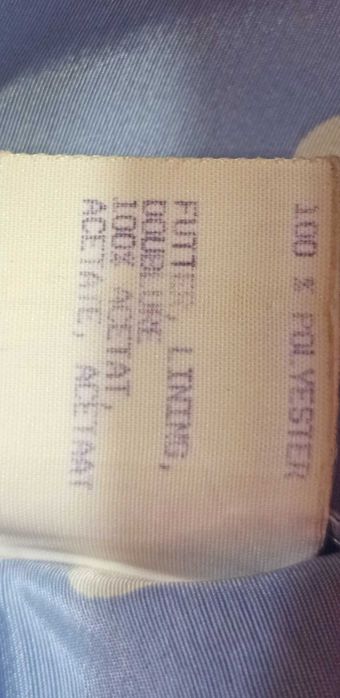 100 % POLYESTER
FUTTER, LINING,
DOUBLURE
100% ACETAT,
ACETATE, ACETAAT